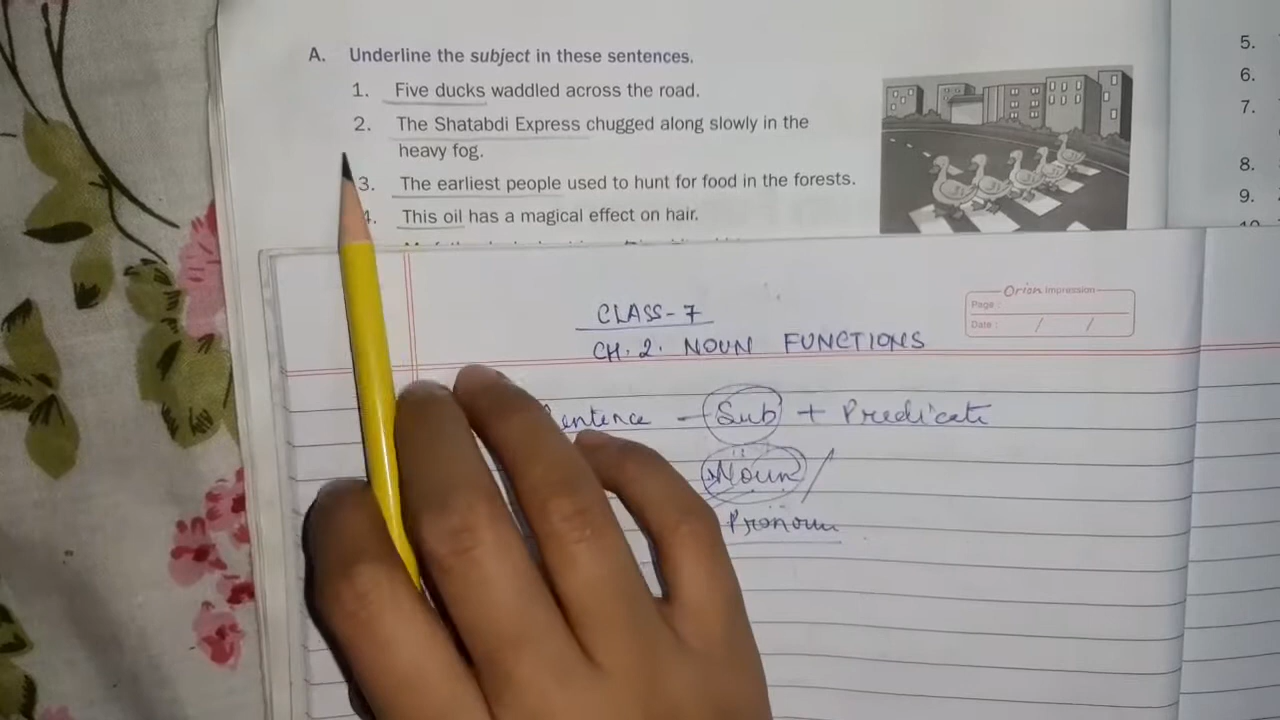 A. Underline the subject in these sentences.
1. Five ducks waddled across the road.
2. The Shatabdi Express chugged along slowly in the
heavy fog.
3. The earliest people used to hunt for food in the forests.
4. This oil has a magical effect on hair.
5.
6.
7.
8.
9.
Orion Impression
Page :
Date : / /
CLASS-7
CH. 2. NOUN FUNCTIONS
entence - Sub + Predicate
Noun /
Pronoun